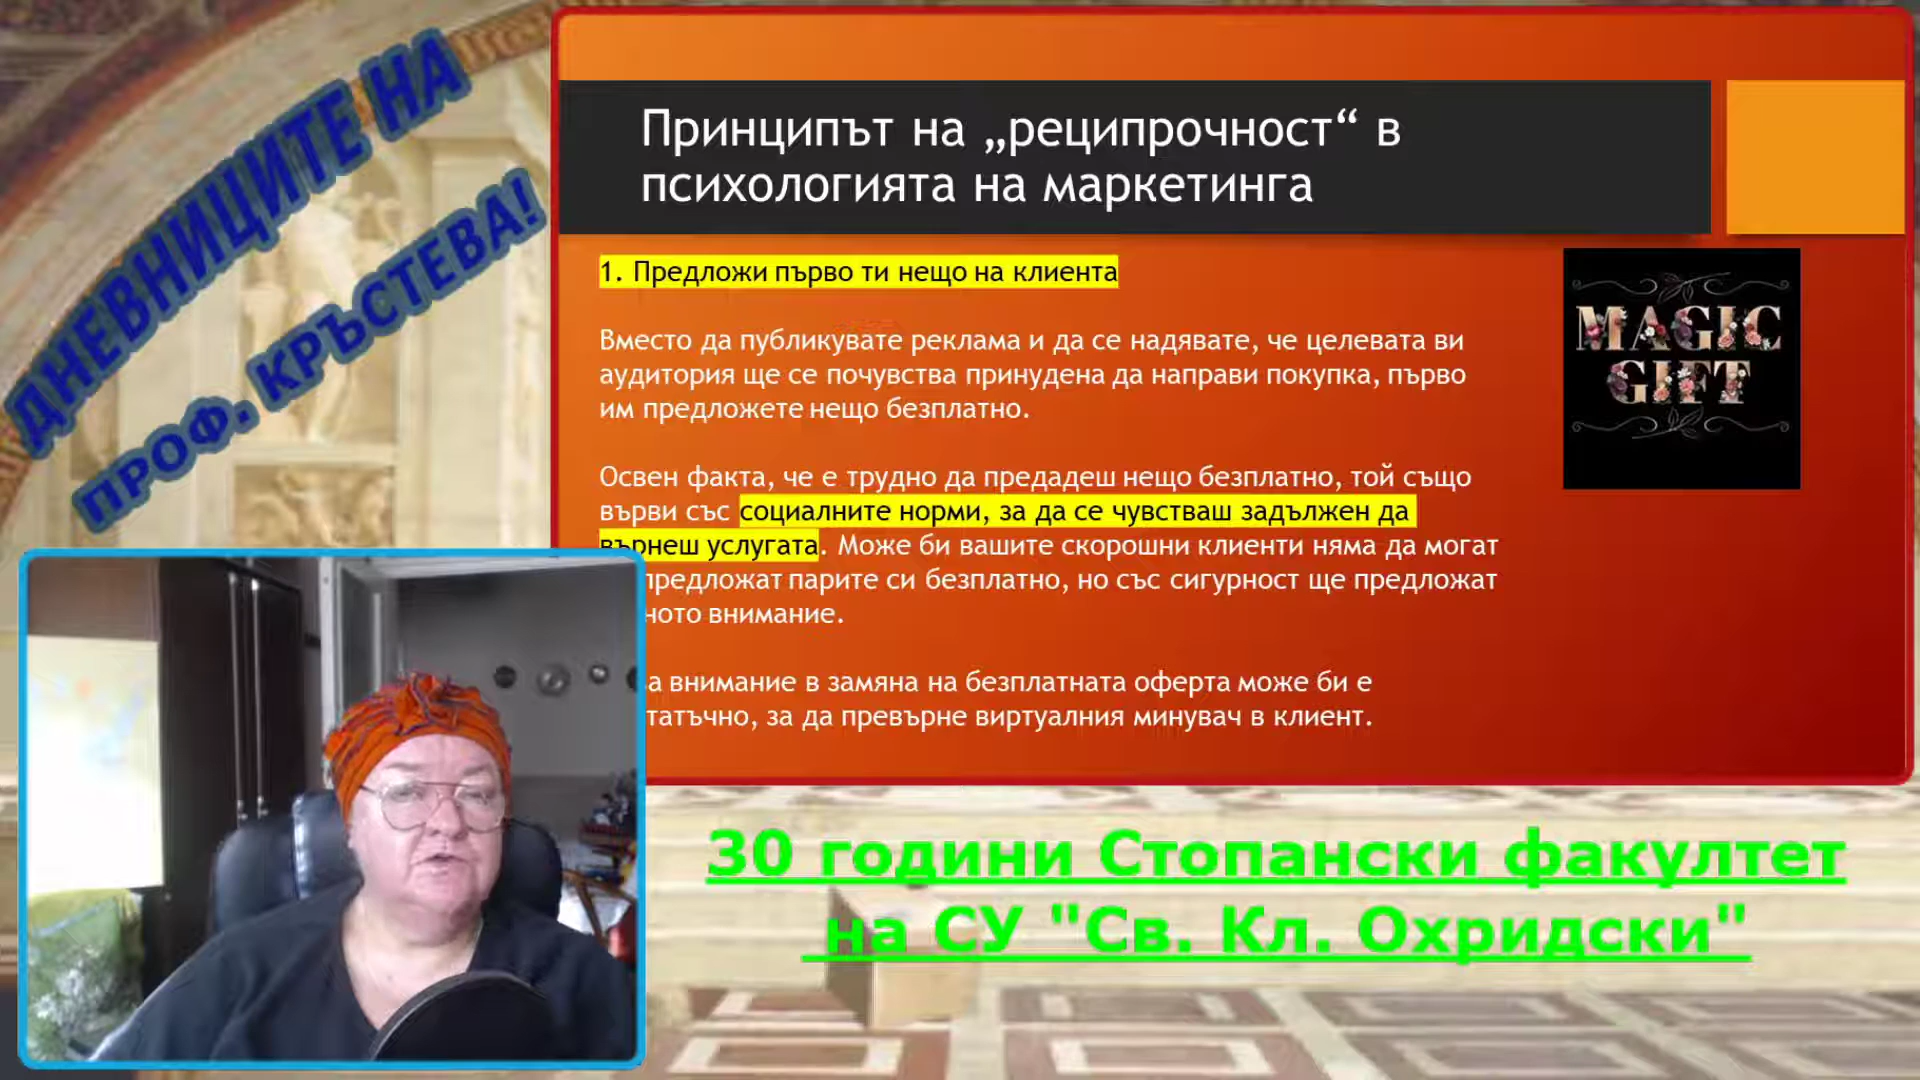 ДНЕВНИЦИТЕ НА
ПРОФ. КРЪСТЕВА!
Принципът на „реципрочност“ в
психологията на маркетинга
1. Предложи първо ти нещо на клиента
Вместо да публикувате реклама и да се надявате, че целевата ви
аудитория ще се почувства принудена да направи покупка, първо
им предложете нещо безплатно.
Освен факта, че е трудно да предадеш нещо безплатно, той също
върви със социалните норми, за да се чувстваш задължен да
върнеш услугата. Може би вашите скорошни клиенти няма да могат
предложат парите си безплатно, но със сигурност ще предложат
внимание.
внимание в замяна на безплатната оферта може би е
за да превърне виртуалния минувач в клиент.
MAGIC
GIFT
30 години Стопански факултет
на СУ "Св. Кл. Охридски"